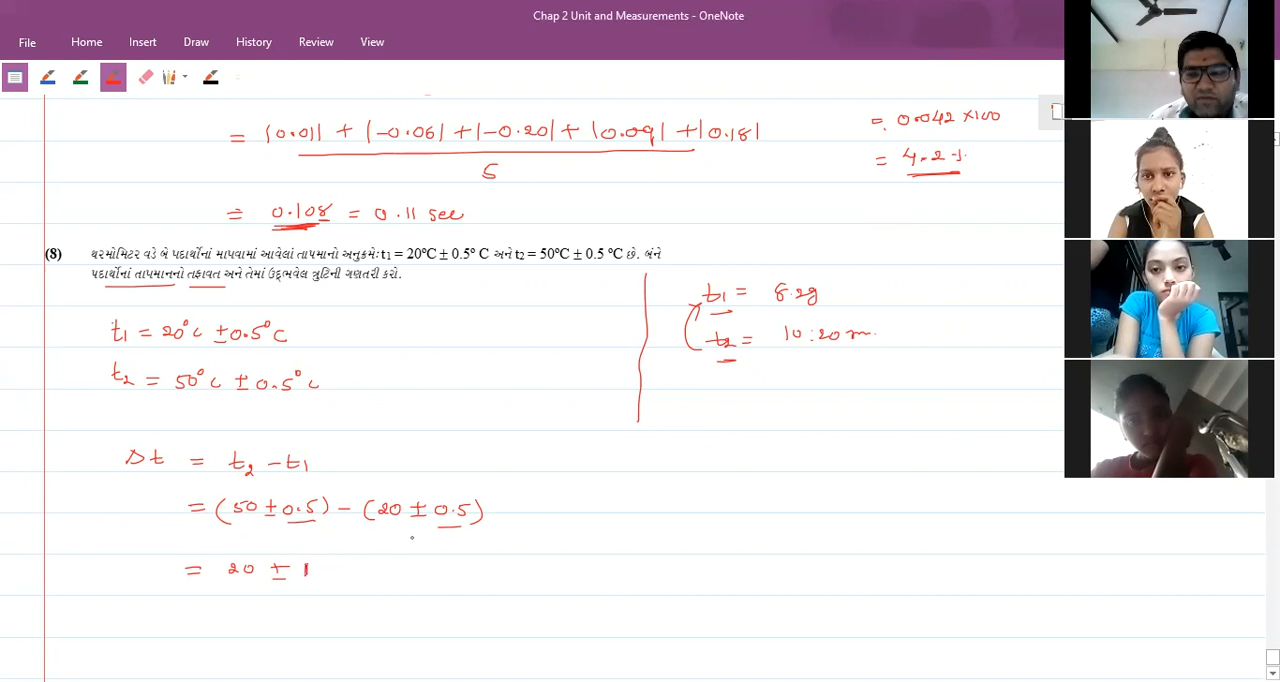 Chap 2 Unit and Measurements - OneNote
File Home Insert Draw History Review View
= |0.01| + |-0.06| + |-0.20| + |0.09| + |0.18|
5
= 0.108 = 0.11 sec
= 0.042 ×100
= 4.2 %
(8) થરમોમિટર વડે બે પદાર્થોનાં માપવામાં આવેલાં તાપમાનો અનુક્રમે: t₁ = 20°C ± 0.5° C અને t₂ = 50°C ± 0.5 °C છે. બંને
પદાર્થોનાં તાપમાનનો તફાવત અને તેમાં ઉદ્ભવેલ ત્રુટિની ગણતરી કરો.
t₁ = 20°C ± 0.5°C
t₂ = 50°C ± 0.5°C
t₁ = 8.29
t₂ = 10:20 m.
Δt = t₂ - t₁
= (50 ± 0.5) - (20 ± 0.5)
= 20 ± 1